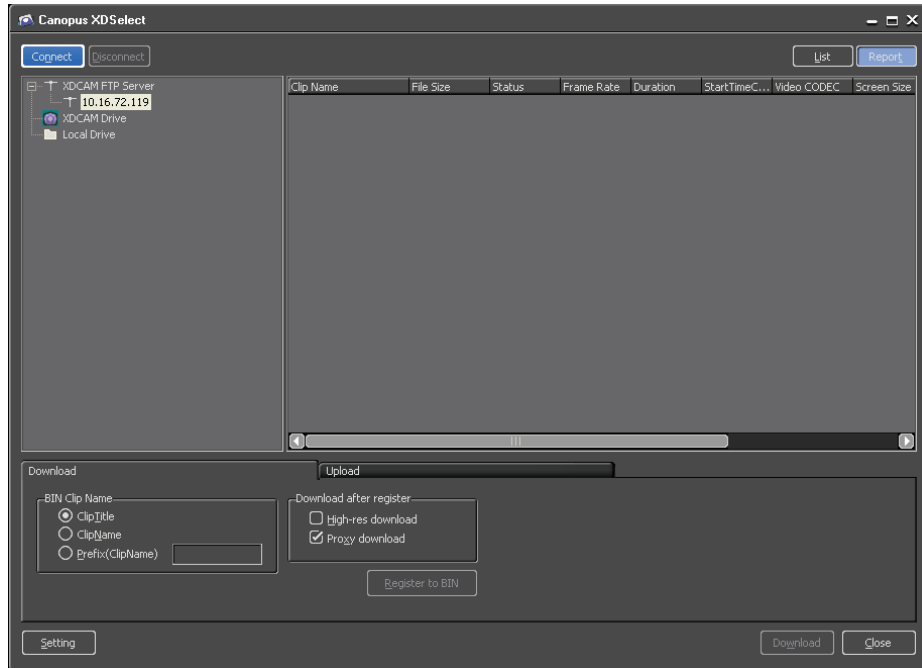 Canopus XDSelect
Connect Disconnect List Report
XDCAM FTP Server
10.16.72.119
XDCAM Drive
Local Drive
Clip Name File Size Status Frame Rate Duration StartTimeC... Video CODEC Screen Size
Download Upload
BIN Clip Name
ClipTitle
ClipName
Prefix(ClipName)
Download after register
High-res download
Proxy download
Register to BIN
Setting Download Close